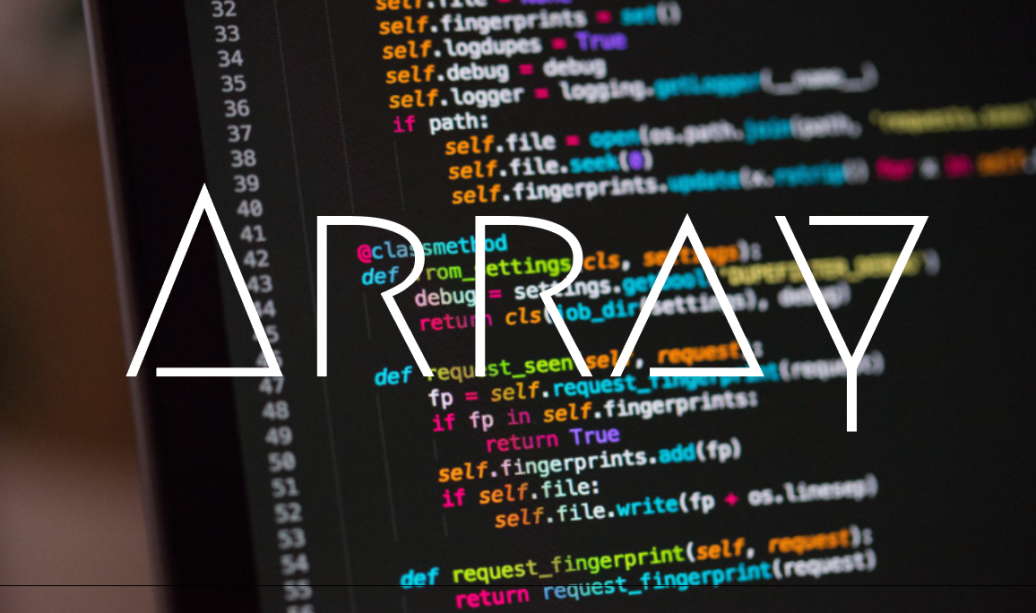 32
33
34
35
36
37
38
39
40
41
42
43
44
45
46
47
48
49
50
51
52
53
54
55
56
self.file = None
self.fingerprints = set()
self.logdupes = True
self.debug = debug
self.logger = logging.getLogger(__name__)
if path:
self.file = open(os.path.join(path, 'requests.seen'
self.file.seek(0)
self.fingerprints.update(x.rstrip() for x in self.
@classmethod
def from_settings(cls, settings):
debug = settings.getbool('DUPEFILTER_DEBUG')
return cls(job_dir(settings), debug)
def request_seen(self, request):
fp = self.request_fingerprint(request)
if fp in self.fingerprints:
return True
self.fingerprints.add(fp)
if self.file:
self.file.write(fp + os.linesep)
def request_fingerprint(self, request):
return request_fingerprint(request)
ARRAY